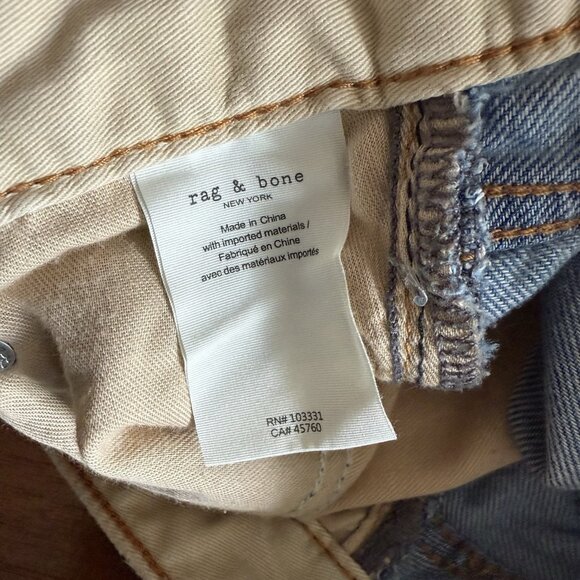 rag & bone
NEW YORK
Made in China
with imported materials /
Fabriqué en Chine
avec des matériaux importés
RN# 103331
CA# 45760